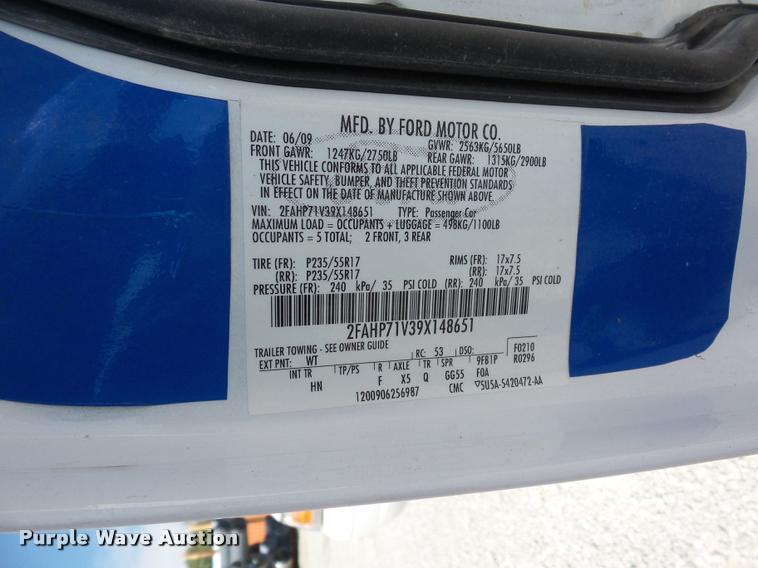 MFD. BY FORD MOTOR CO.
DATE: 06/09 GVWR: 2563KG/5650LB
FRONT GAWR: 1247KG/2750LB REAR GAWR: 1315KG/2900LB
THIS VEHICLE CONFORMS TO ALL APPLICABLE FEDERAL MOTOR
VEHICLE SAFETY, BUMPER, AND THEFT PREVENTION STANDARDS
IN EFFECT ON THE DATE OF MANUFACTURE SHOWN ABOVE.
VIN: 2FAHP71V39X148651 TYPE: Passenger Car
MAXIMUM LOAD = OCCUPANTS + LUGGAGE = 498KG/1100LB
OCCUPANTS = 5 TOTAL; 2 FRONT, 3 REAR
TIRE (FR): P235/55R17 RIMS (FR): 17x7.5
(RR): P235/55R17 (RR): 17x7.5
PRESSURE (FR): 240 kPa/ 35 PSI COLD (RR): 240 kPa/ 35 PSI COLD
2FAHP71V39X148651
TRAILER TOWING - SEE OWNER GUIDE
EXT PNT: WT RC: 53 DSO: F0210
INT TR TP/PS R AXLE TR SPR 9FB1P R0296
HN F X5 Q GG55 FOA
1200906256987 CMC ▽5U5A-5420472-AA
Purple Wave Auction